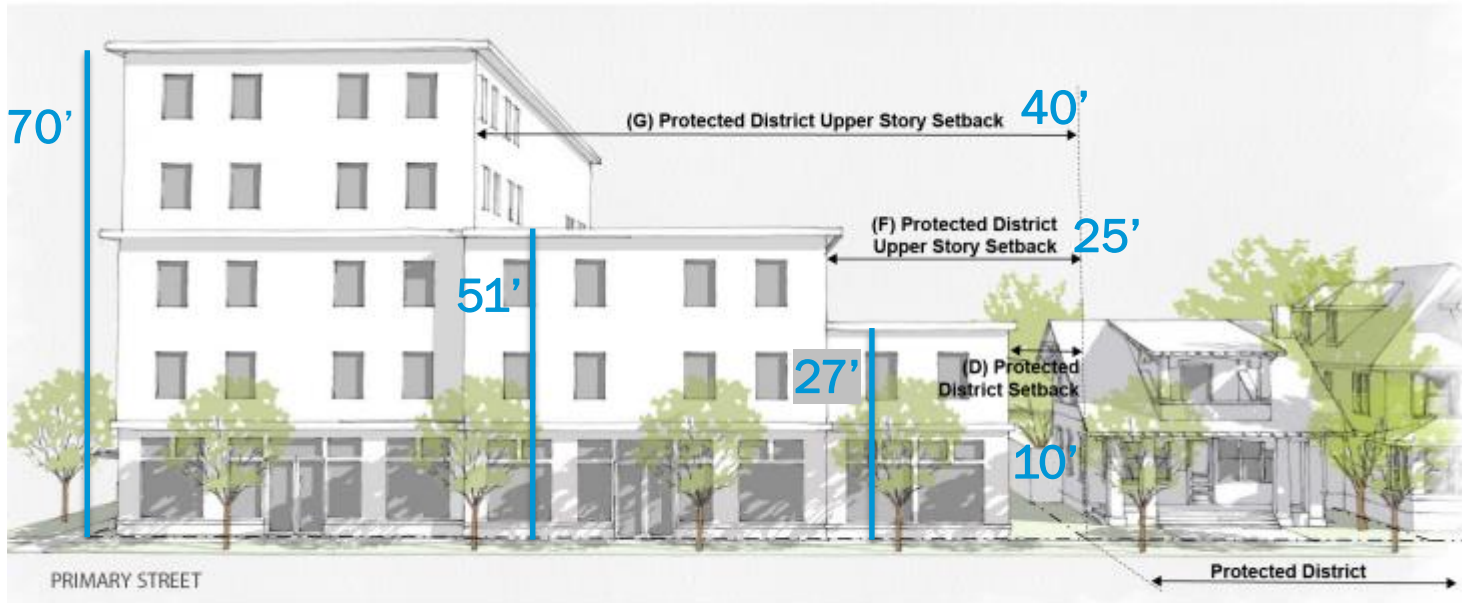 70’
(G) Protected District Upper Story Setback
40’
(F) Protected District
Upper Story Setback
25’
51’
27’
(D) Protected
District Setback
10’
Protected District
PRIMARY STREET